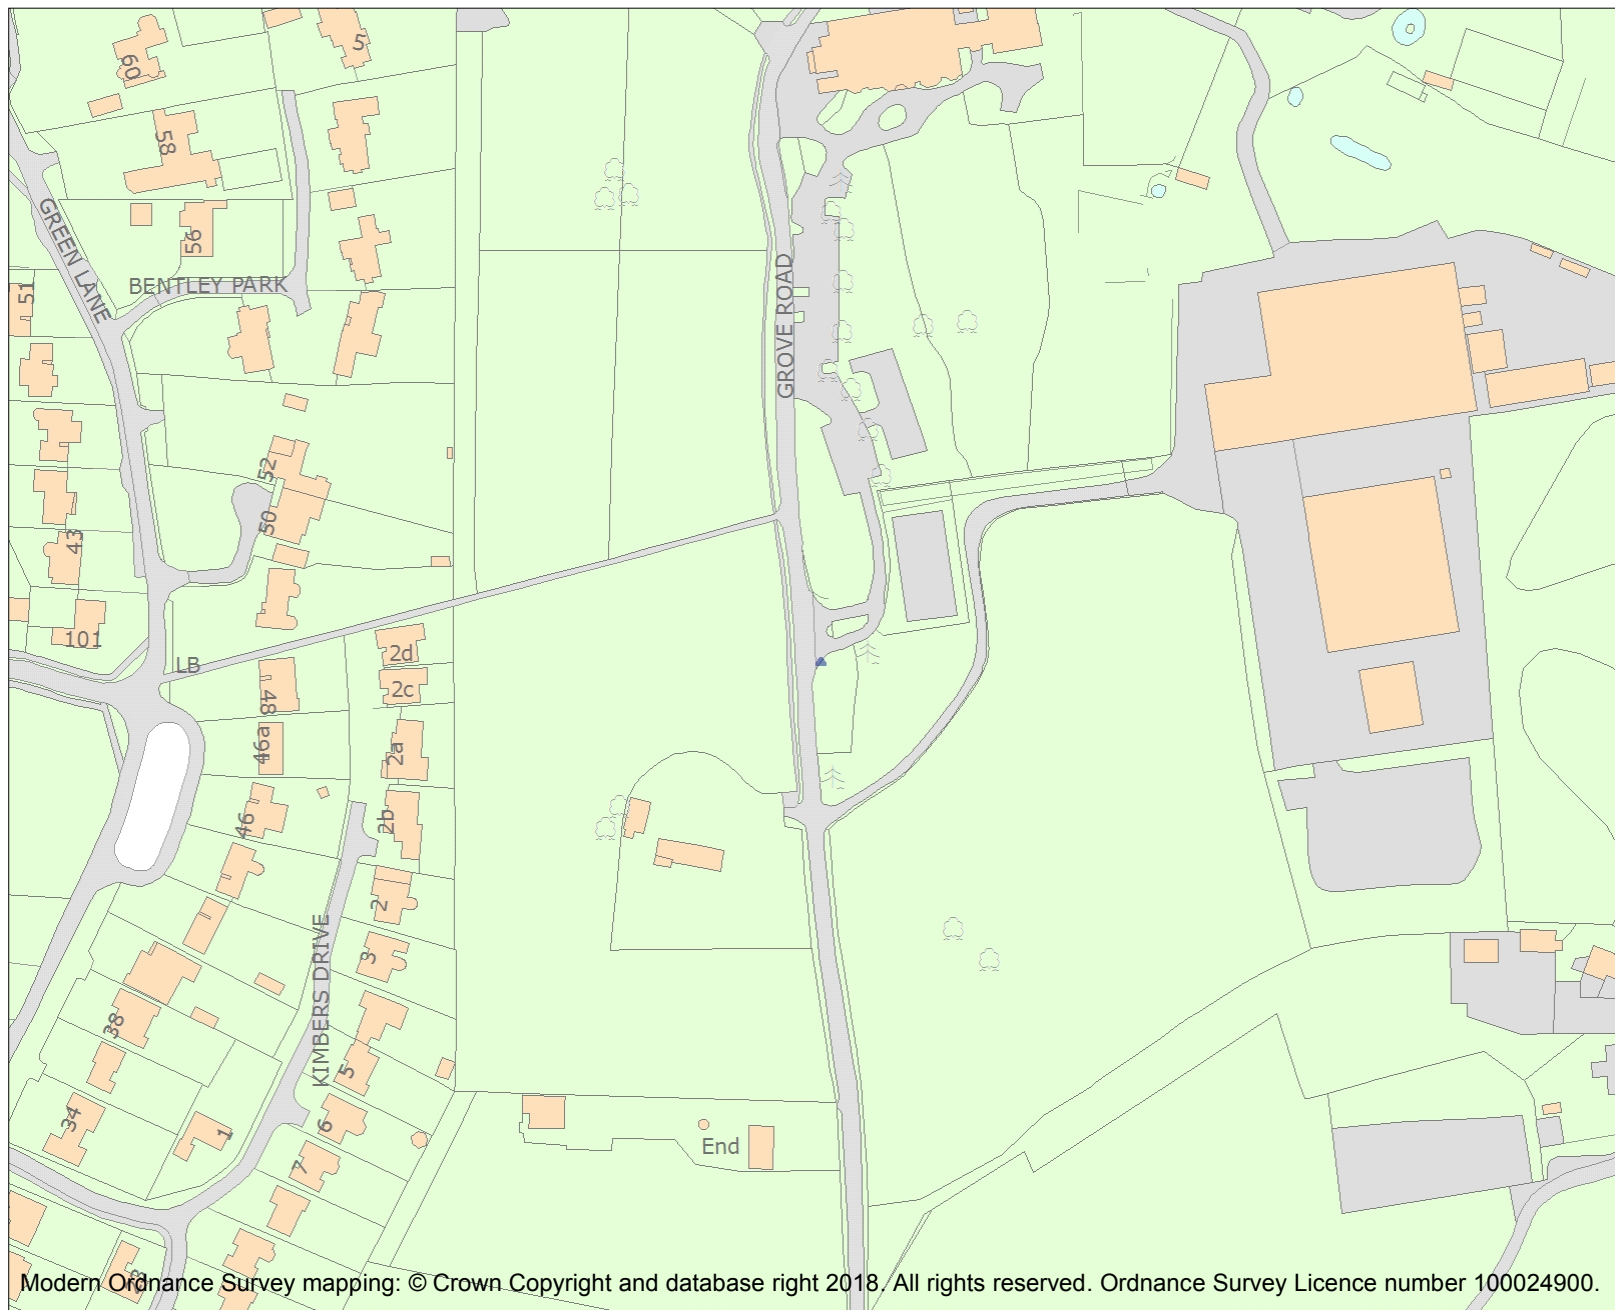 60
5
58
GREEN LANE
56
51
BENTLEY PARK
GROVE ROAD
52
50
43
101
LB
2d
2c
48
46a
2a
46
2b
2
KIMBERS DRIVE
3
38
5
34
1
6
7
End
28
Modern Ordnance Survey mapping: © Crown Copyright and database right 2018. All rights reserved. Ordnance Survey Licence number 100024900.